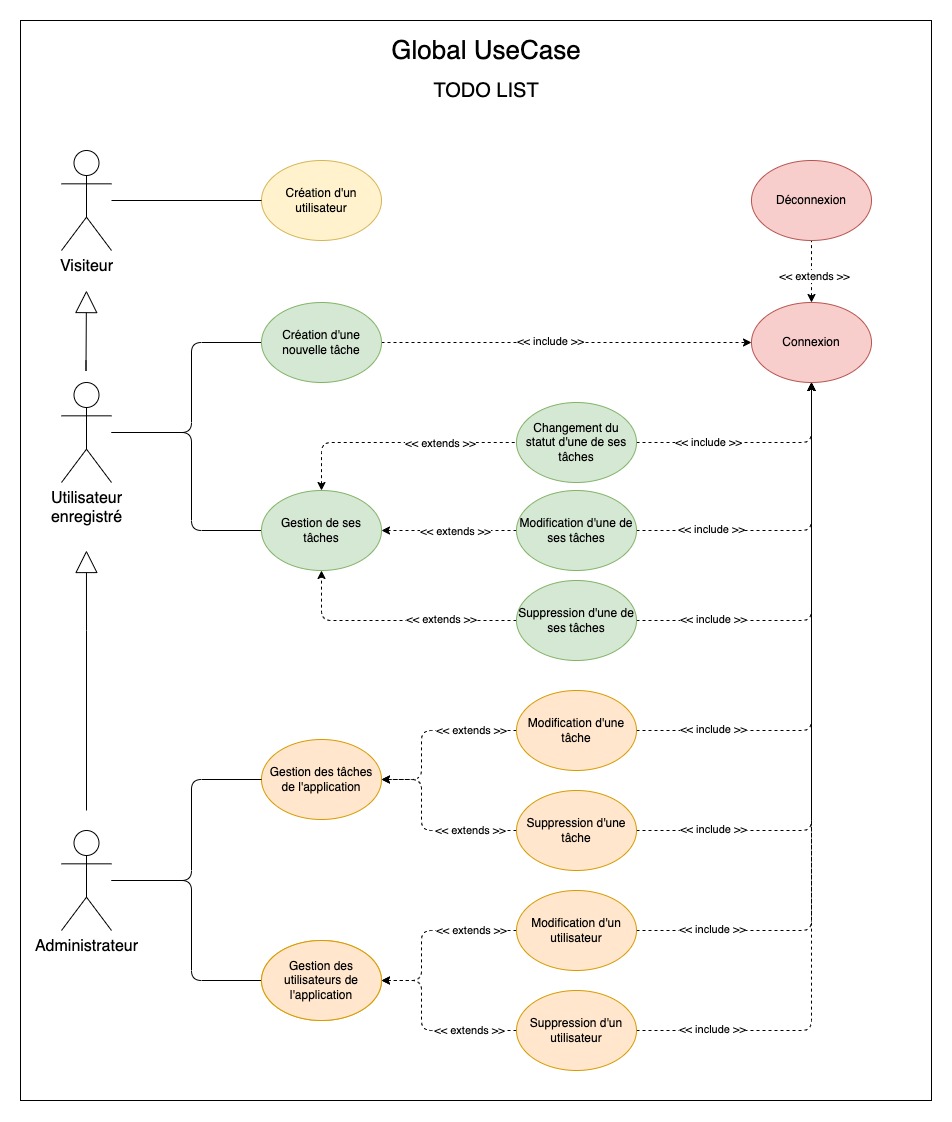 Global UseCase
TODO LIST
Création d'un
utilisateur
Déconnexion
Visiteur
<< extends >>
Création d'une
nouvelle tâche
<< include >>
Connexion
Changement du
statut d'une de ses
tâches
<< extends >>
<< include >>
Utilisateur
enregistré
Gestion de ses
tâches
<< extends >>
Modification d'une de
ses tâches
<< include >>
<< extends >>
Suppression d'une de
ses tâches
<< include >>
<< extends >>
Modification d'une
tâche
<< include >>
Gestion des tâches
de l'application
<< extends >>
Suppression d'une
tâche
<< include >>
Administrateur
<< extends >>
Modification d'un
utilisateur
<< include >>
Gestion des
utilisateurs de
l'application
<< extends >>
Suppression d'un
utilisateur
<< include >>